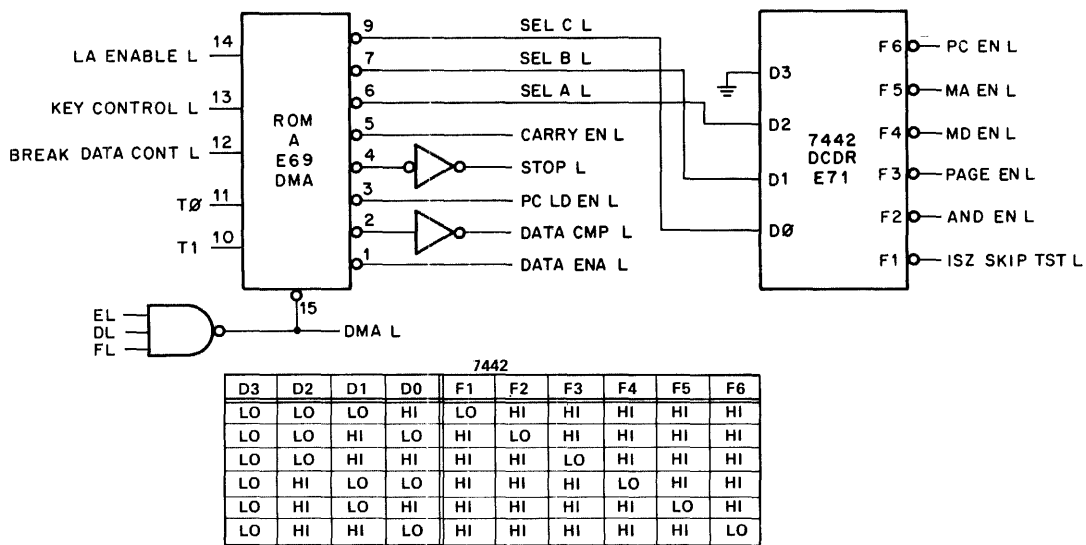 9 SEL C L
14 LA ENABLE L
7 SEL B L
13 KEY CONTROL L
6 SEL A L
12 BREAK DATA CONT L
5 CARRY EN L
4 STOP L
11 TØ
3 PC LD EN L
2 DATA CMP L
10 T1
1 DATA ENA L
ROM
A
E69
DMA
15
EL
DL
FL
DMA L
7442
DCDR
E71
D3
D2
D1
DØ
F6 PC EN L
F5 MA EN L
F4 MD EN L
F3 PAGE EN L
F2 AND EN L
F1 ISZ SKIP TST L
7442
D3 D2 D1 D0 F1 F2 F3 F4 F5 F6
LO LO LO HI LO HI HI HI HI HI
LO LO HI LO HI LO HI HI HI HI
LO LO HI HI HI HI LO HI HI HI
LO HI LO LO HI HI HI LO HI HI
LO HI LO HI HI HI HI HI LO HI
LO HI HI LO HI HI HI HI HI LO